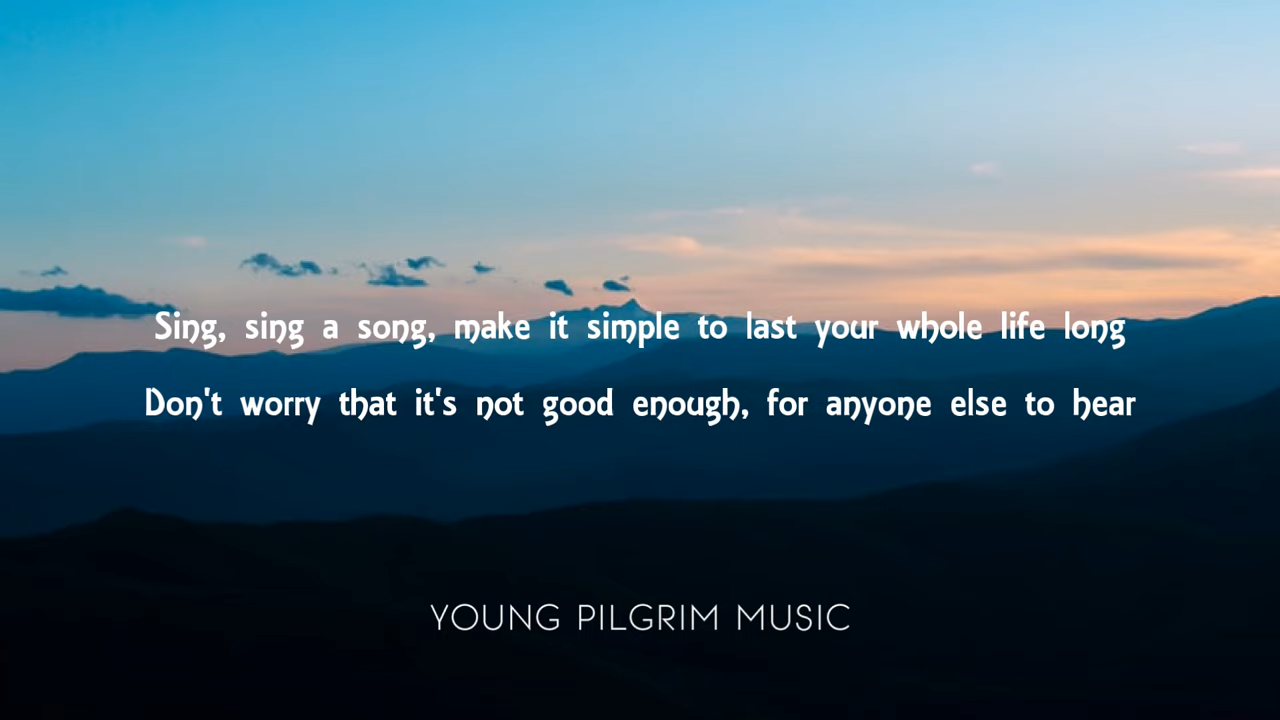 Sing, sing a song, make it simple to last your whole life long
Don't worry that it's not good enough, for anyone else to hear
YOUNG PILGRIM MUSIC